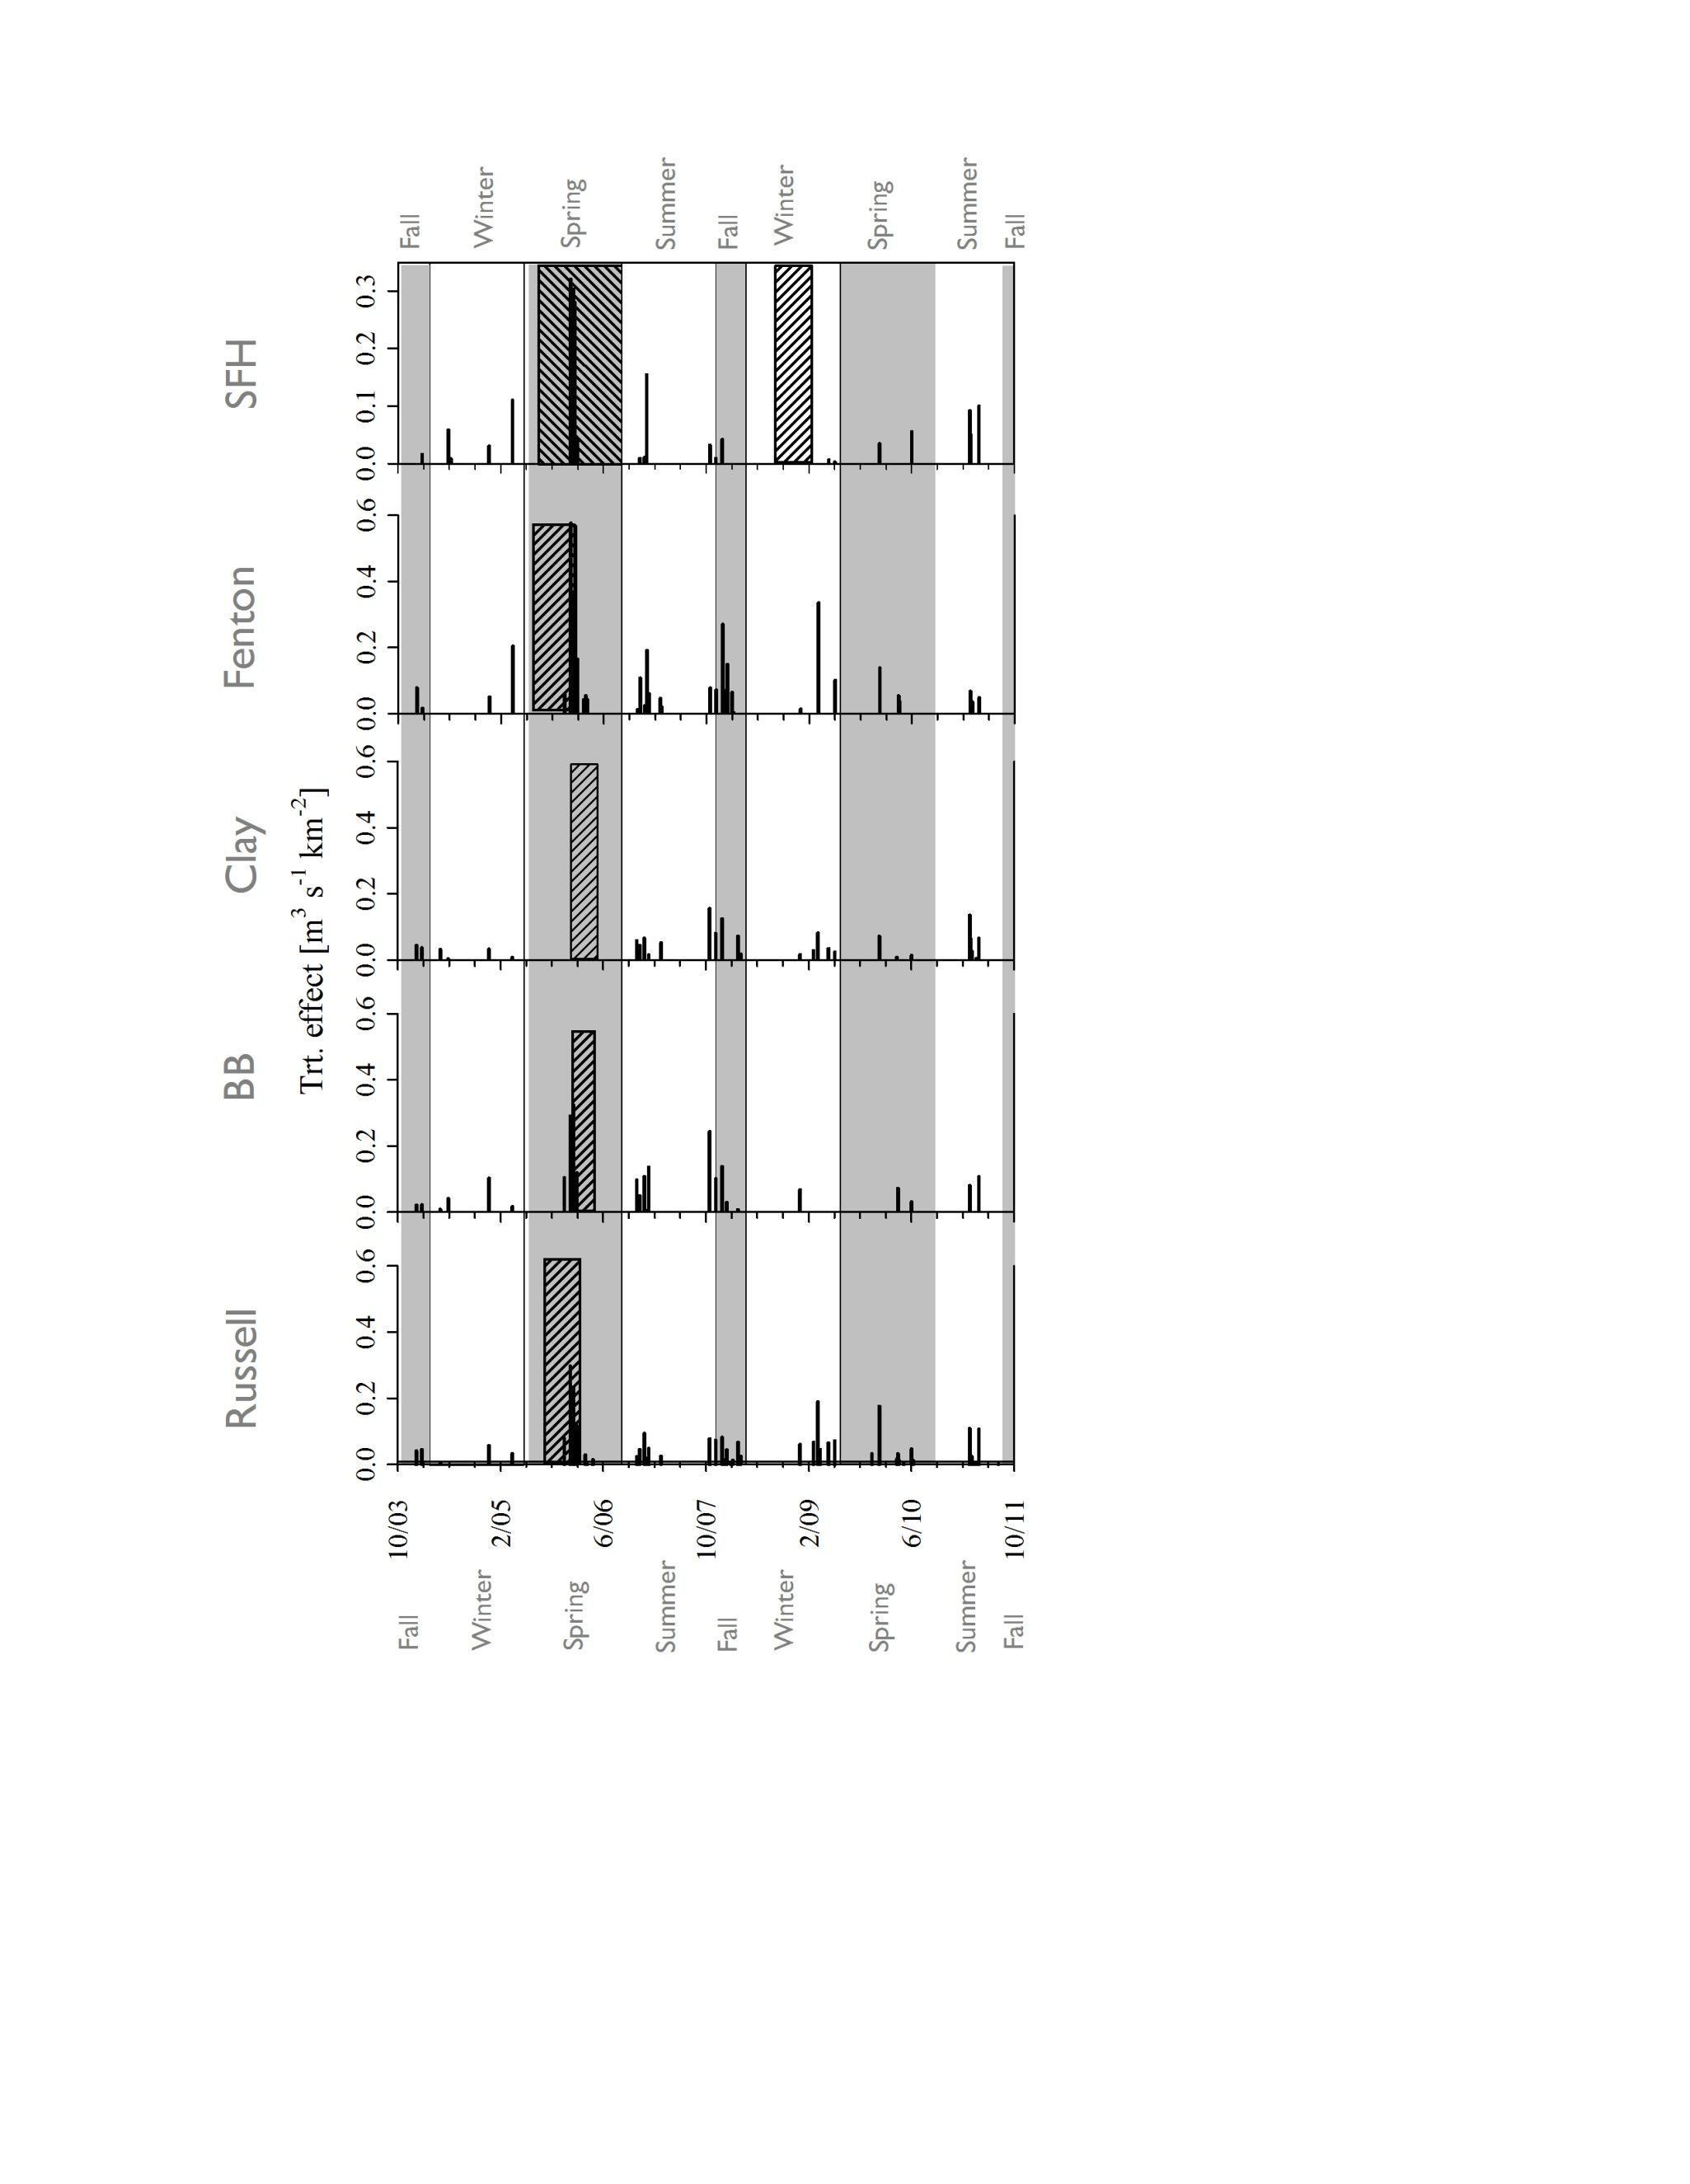 SFH
Fenton
Clay
BB
Russell
Trt. effect [m3 s-1 km-2]
Fall Winter Spring Summer Fall Winter Spring Summer Fall
0.3
0.2
0.1
0.0
0.6
0.4
0.2
0.0
0.6
0.4
0.2
0.0
0.6
0.4
0.2
0.0
0.6
0.4
0.2
0.0
10/03 2/05 6/06 10/07 2/09 6/10 10/11
Fall Winter Spring Summer Fall Winter Spring Summer Fall